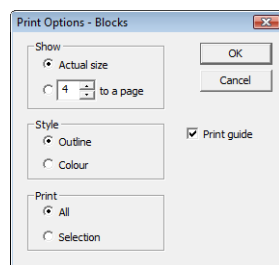 Print Options - Blocks
Show
Actual size
4 to a page
OK
Cancel
Style
Outline
Colour
Print guide
Print
All
Selection